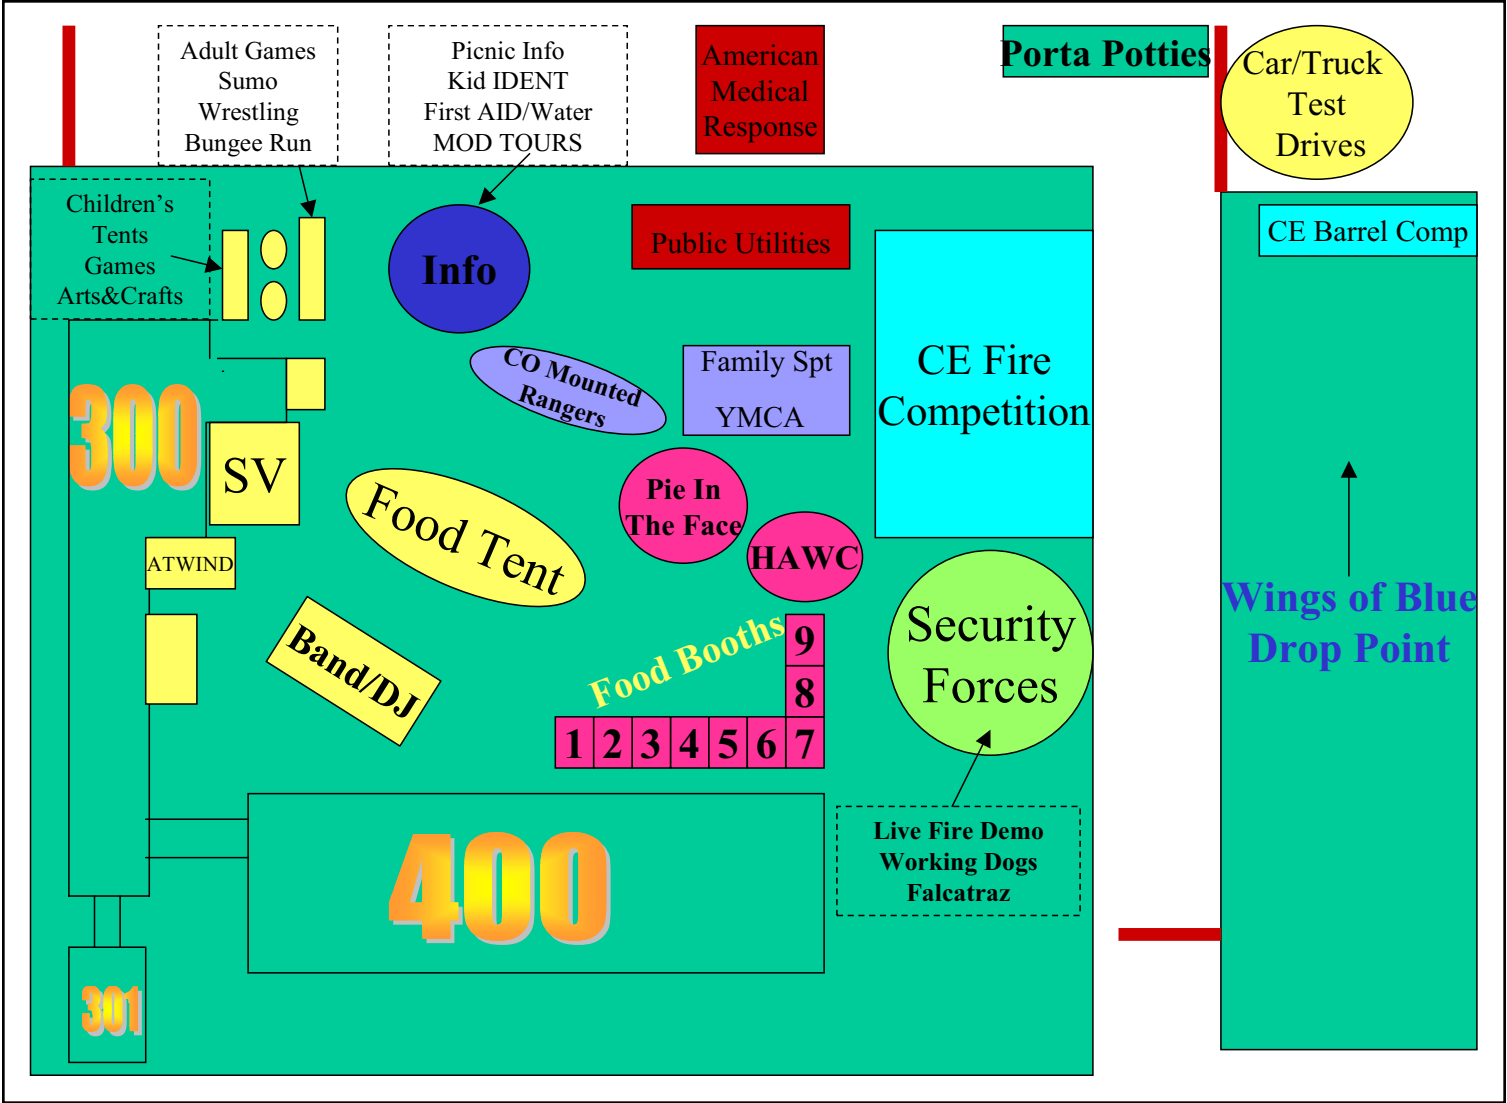 Adult Games
Sumo
Wrestling
Bungee Run
Picnic Info
Kid IDENT
First AID/Water
MOD TOURS
American
Medical
Response
Porta Potties
Car/Truck
Test
Drives
Children's
Tents
Games
Arts&Crafts
Info
Public Utilities
CE Barrel Comp
CO Mounted
Rangers
Family Spt
YMCA
CE Fire
Competition
300
SV
Food Tent
Pie In
The Face
HAWC
ATWIND
Band/DJ
Food Booths
9
8
1 2 3 4 5 6 7
Security
Forces
Wings of Blue
Drop Point
Live Fire Demo
Working Dogs
Falcatraz
400
301